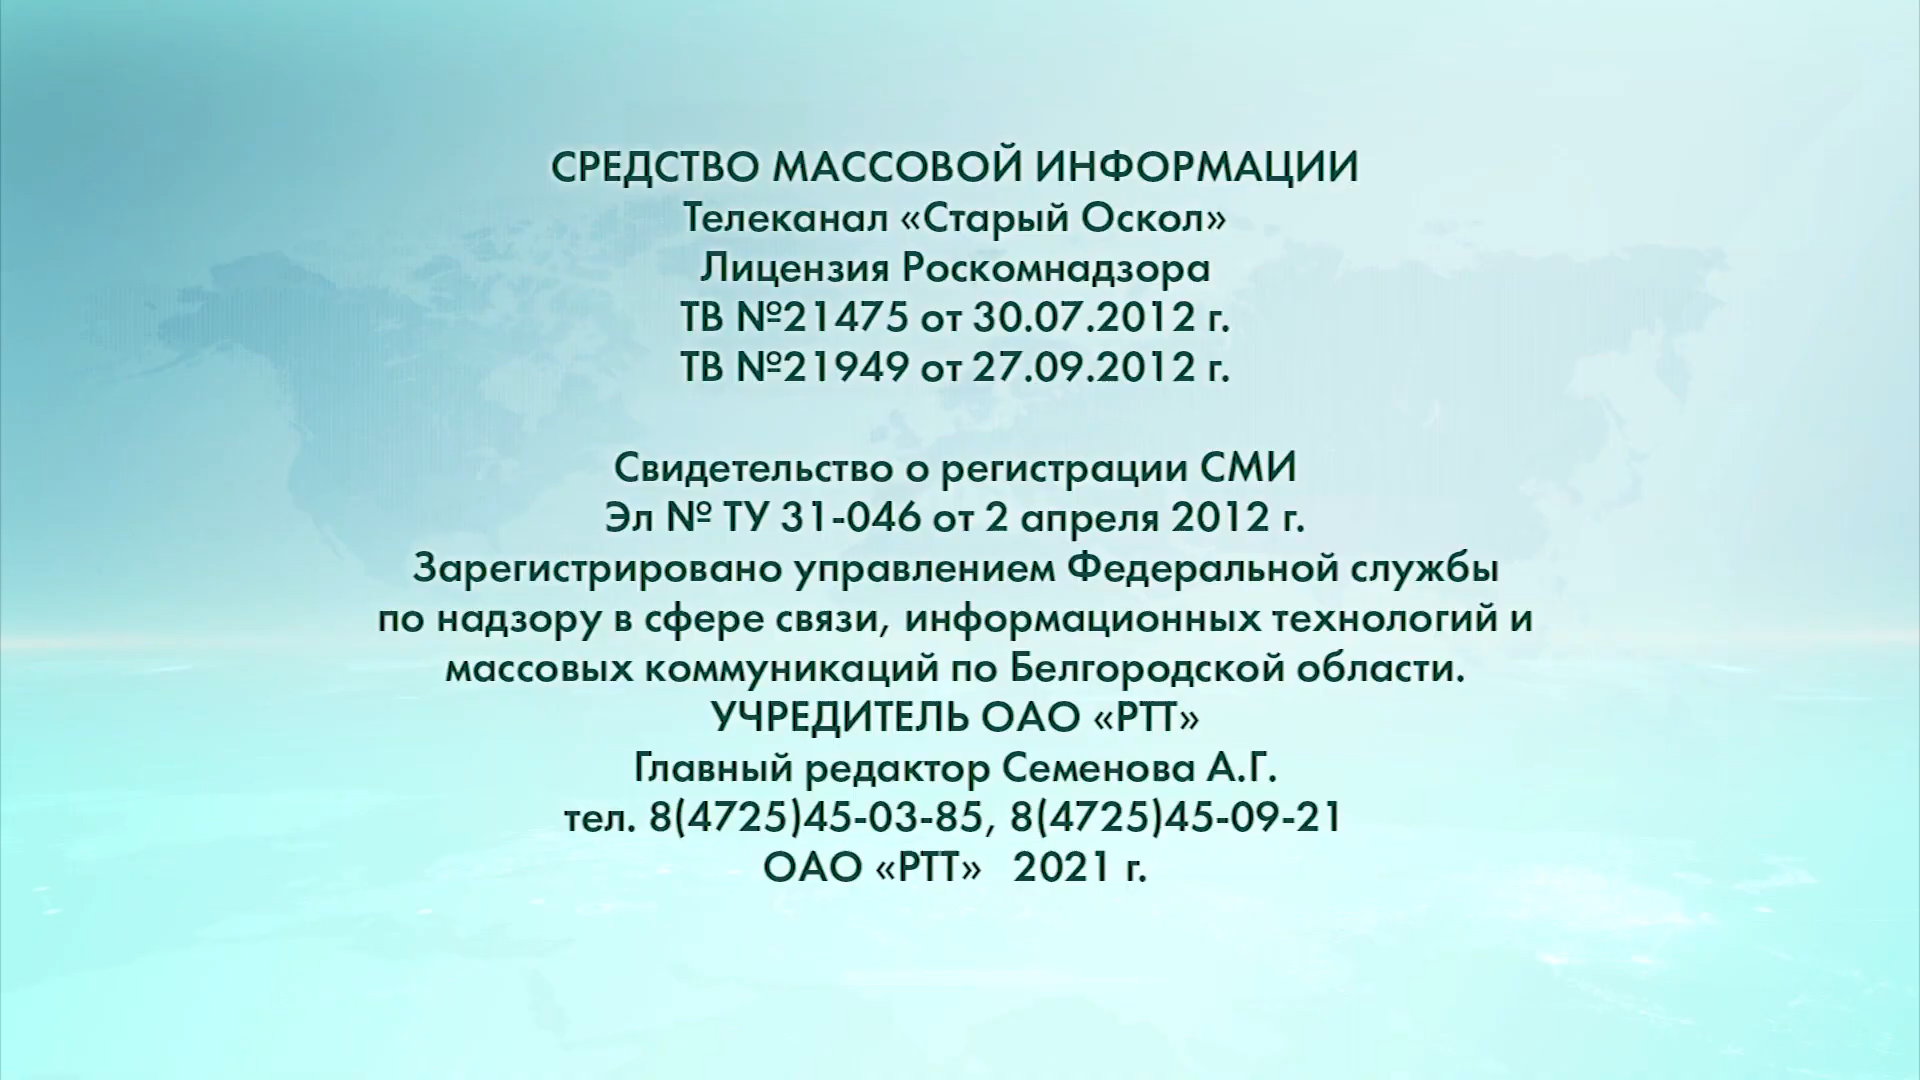 СРЕДСТВО МАССОВОЙ ИНФОРМАЦИИ
Телеканал «Старый Оскол»
Лицензия Роскомнадзора
ТВ №21475 от 30.07.2012 г.
ТВ №21949 от 27.09.2012 г.
Свидетельство о регистрации СМИ
Эл № ТУ 31-046 от 2 апреля 2012 г.
Зарегистрировано управлением Федеральной службы
по надзору в сфере связи, информационных технологий и
массовых коммуникаций по Белгородской области.
УЧРЕДИТЕЛЬ ОАО «РТТ»
Главный редактор Семенова А.Г.
тел. 8(4725)45-03-85, 8(4725)45-09-21
ОАО «РТТ» 2021 г.